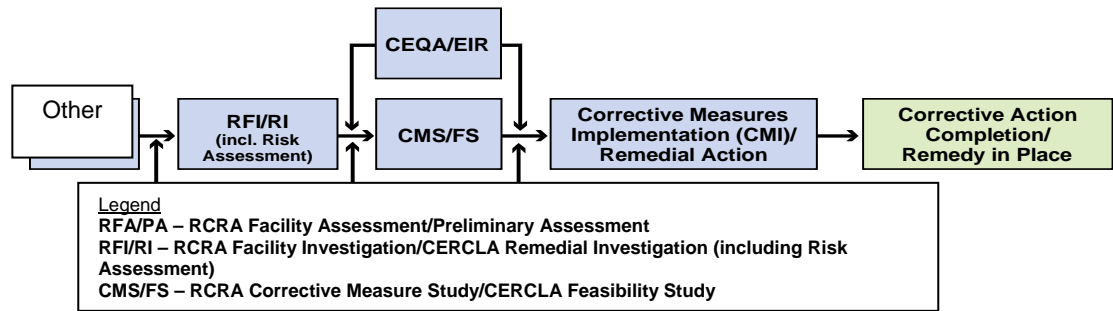 CEQA/EIR
Other
RFI/RI
(incl. Risk
Assessment)
CMS/FS
Corrective Measures
Implementation (CMI)/
Remedial Action
Corrective Action
Completion/
Remedy in Place
Legend
RFA/PA – RCRA Facility Assessment/Preliminary Assessment
RFI/RI – RCRA Facility Investigation/CERCLA Remedial Investigation (including Risk
Assessment)
CMS/FS – RCRA Corrective Measure Study/CERCLA Feasibility Study